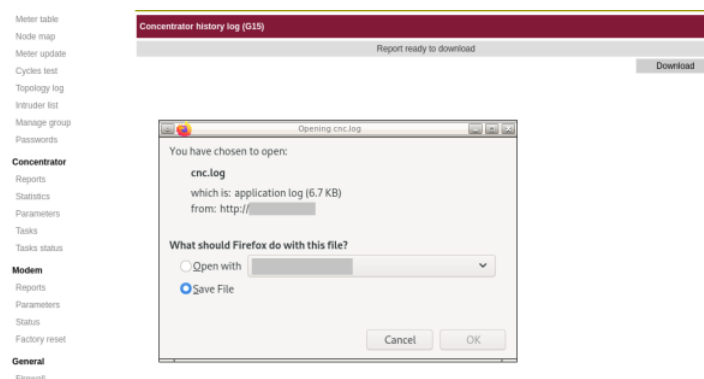 Meter table
Node map
Meter update
Cycles test
Topology log
Intruder list
Manage group
Passwords
Concentrator
Reports
Statistics
Parameters
Tasks
Tasks status
Modem
Reports
Parameters
Status
Factory reset
General
Firewall
Concentrator history log (G15)
Report ready to download
Download
Opening cnc.log
You have chosen to open:
cnc.log
which is: application log (6.7 KB)
from: http://
What should Firefox do with this file?
Open with
Save File
Cancel
OK